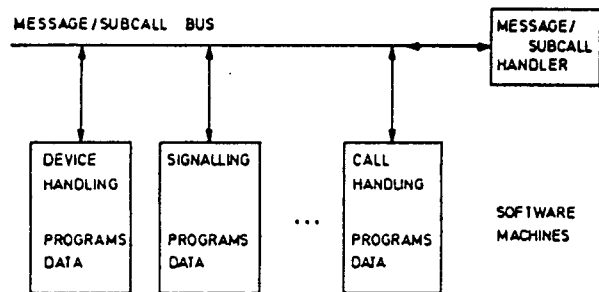 MESSAGE/SUBCALL BUS
MESSAGE/
SUBCALL
HANDLER
DEVICE
HANDLING
PROGRAMS
DATA
SIGNALLING
PROGRAMS
DATA
...
CALL
HANDLING
PROGRAMS
DATA
SOFTWARE
MACHINES